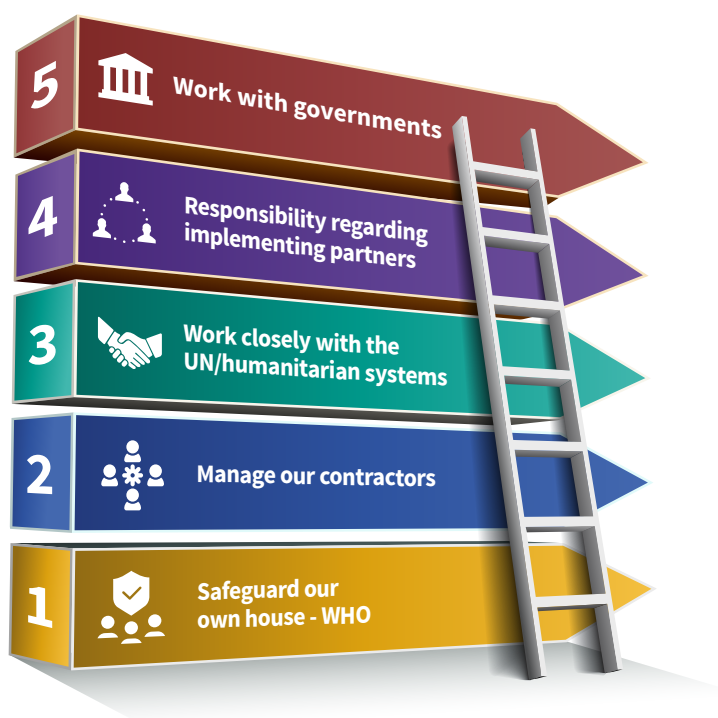 5
Work with governments
4
Responsibility regarding
implementing partners
3
Work closely with the
UN/humanitarian systems
2
Manage our contractors
1
Safeguard our
own house - WHO